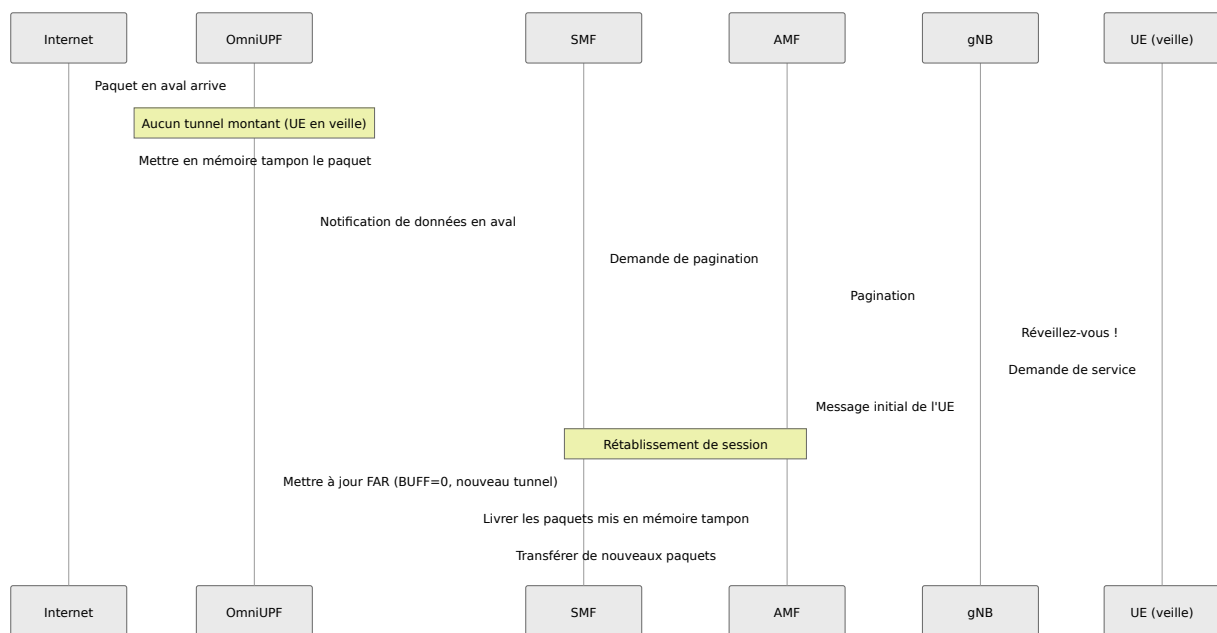 Internet
OmniUPF
SMF
AMF
gNB
UE (veille)
Paquet en aval arrive
Aucun tunnel montant (UE en veille)
Mettre en mémoire tampon le paquet
Notification de données en aval
Demande de pagination
Pagination
Réveillez-vous !
Demande de service
Message initial de l'UE
Rétablissement de session
Mettre à jour FAR (BUFF=0, nouveau tunnel)
Livrer les paquets mis en mémoire tampon
Transférer de nouveaux paquets
Internet
OmniUPF
SMF
AMF
gNB
UE (veille)